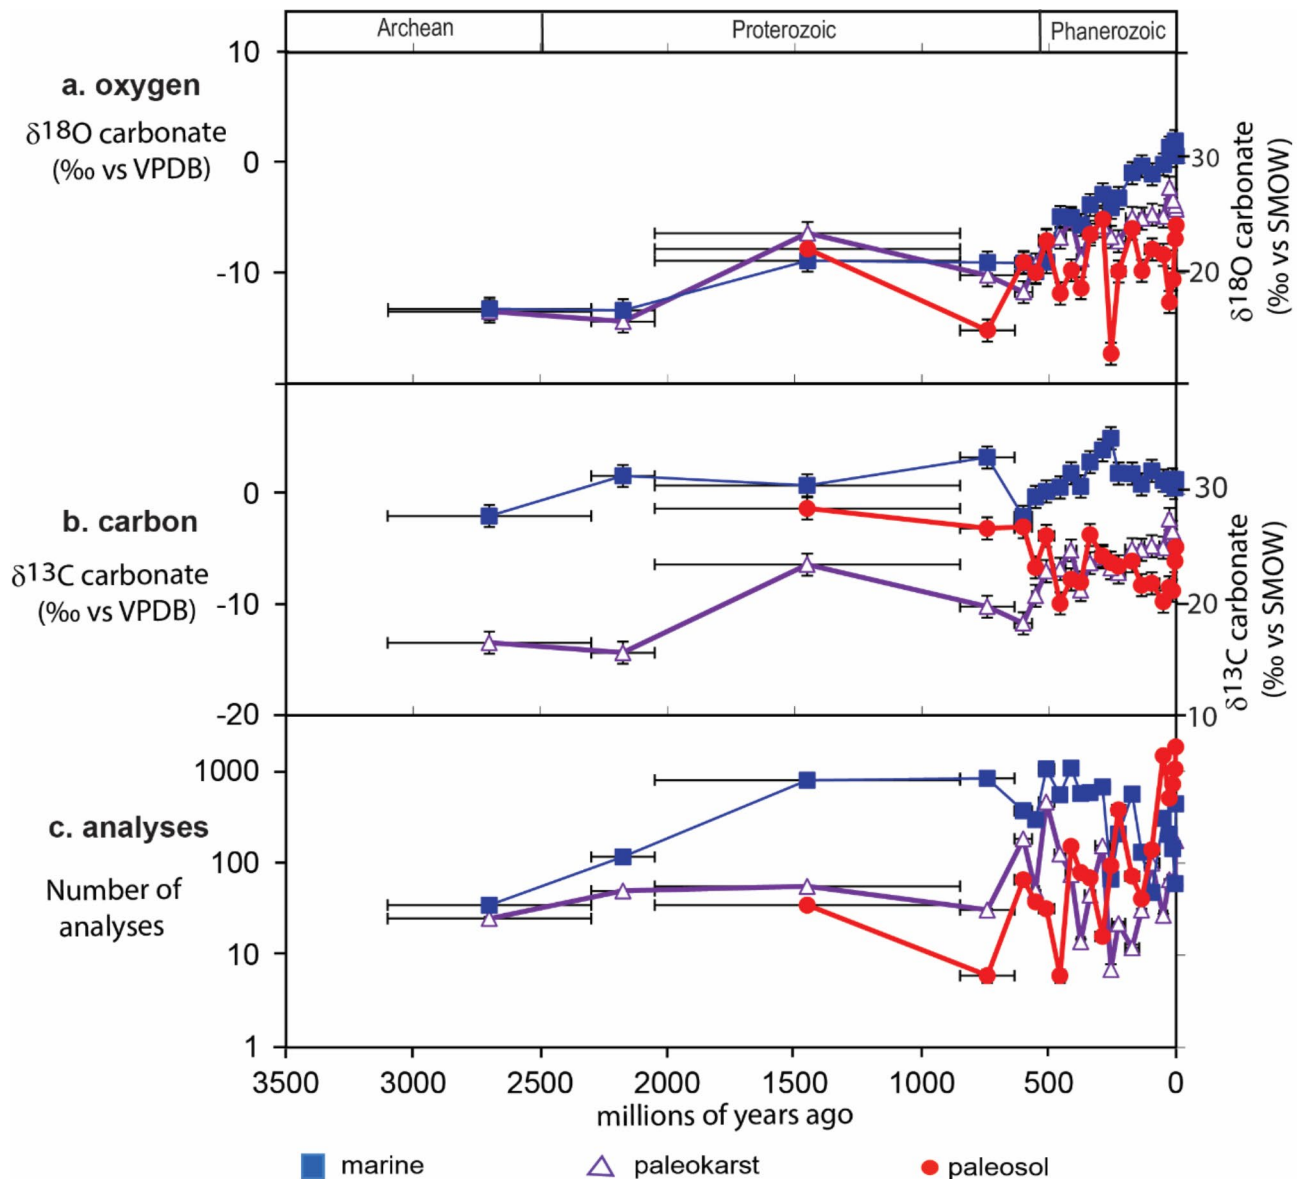 Archean Proterozoic Phanerozoic
10
a. oxygen
δ18O carbonate
(‰ vs VPDB)
0
-10
30
20
δ18O carbonate
(‰ vs SMOW)
0
b. carbon
δ13C carbonate
(‰ vs VPDB)
-10
-20
30
20
10
δ13C carbonate
(‰ vs SMOW)
1000
c. analyses
100
Number of
analyses
10
1
3500 3000 2500 2000 1500 1000 500 0
millions of years ago
marine paleokarst paleosol